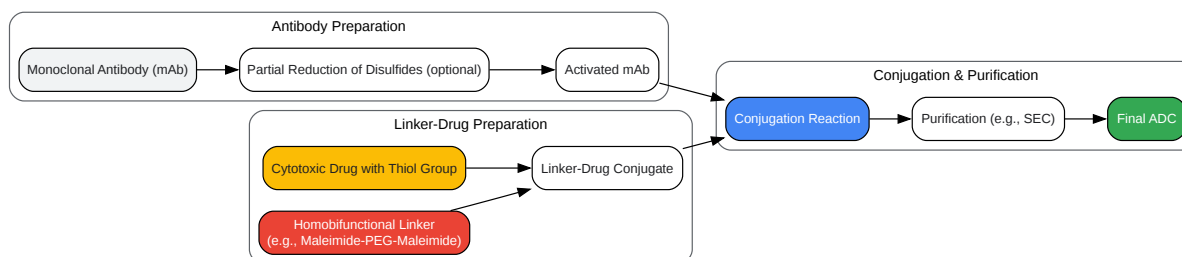 Antibody Preparation
Monoclonal Antibody (mAb)
Partial Reduction of Disulfides (optional)
Activated mAb
Linker-Drug Preparation
Cytotoxic Drug with Thiol Group
Linker-Drug Conjugate
Homobifunctional Linker
(e.g., Maleimide-PEG-Maleimide)
Conjugation & Purification
Conjugation Reaction
Purification (e.g., SEC)
Final ADC